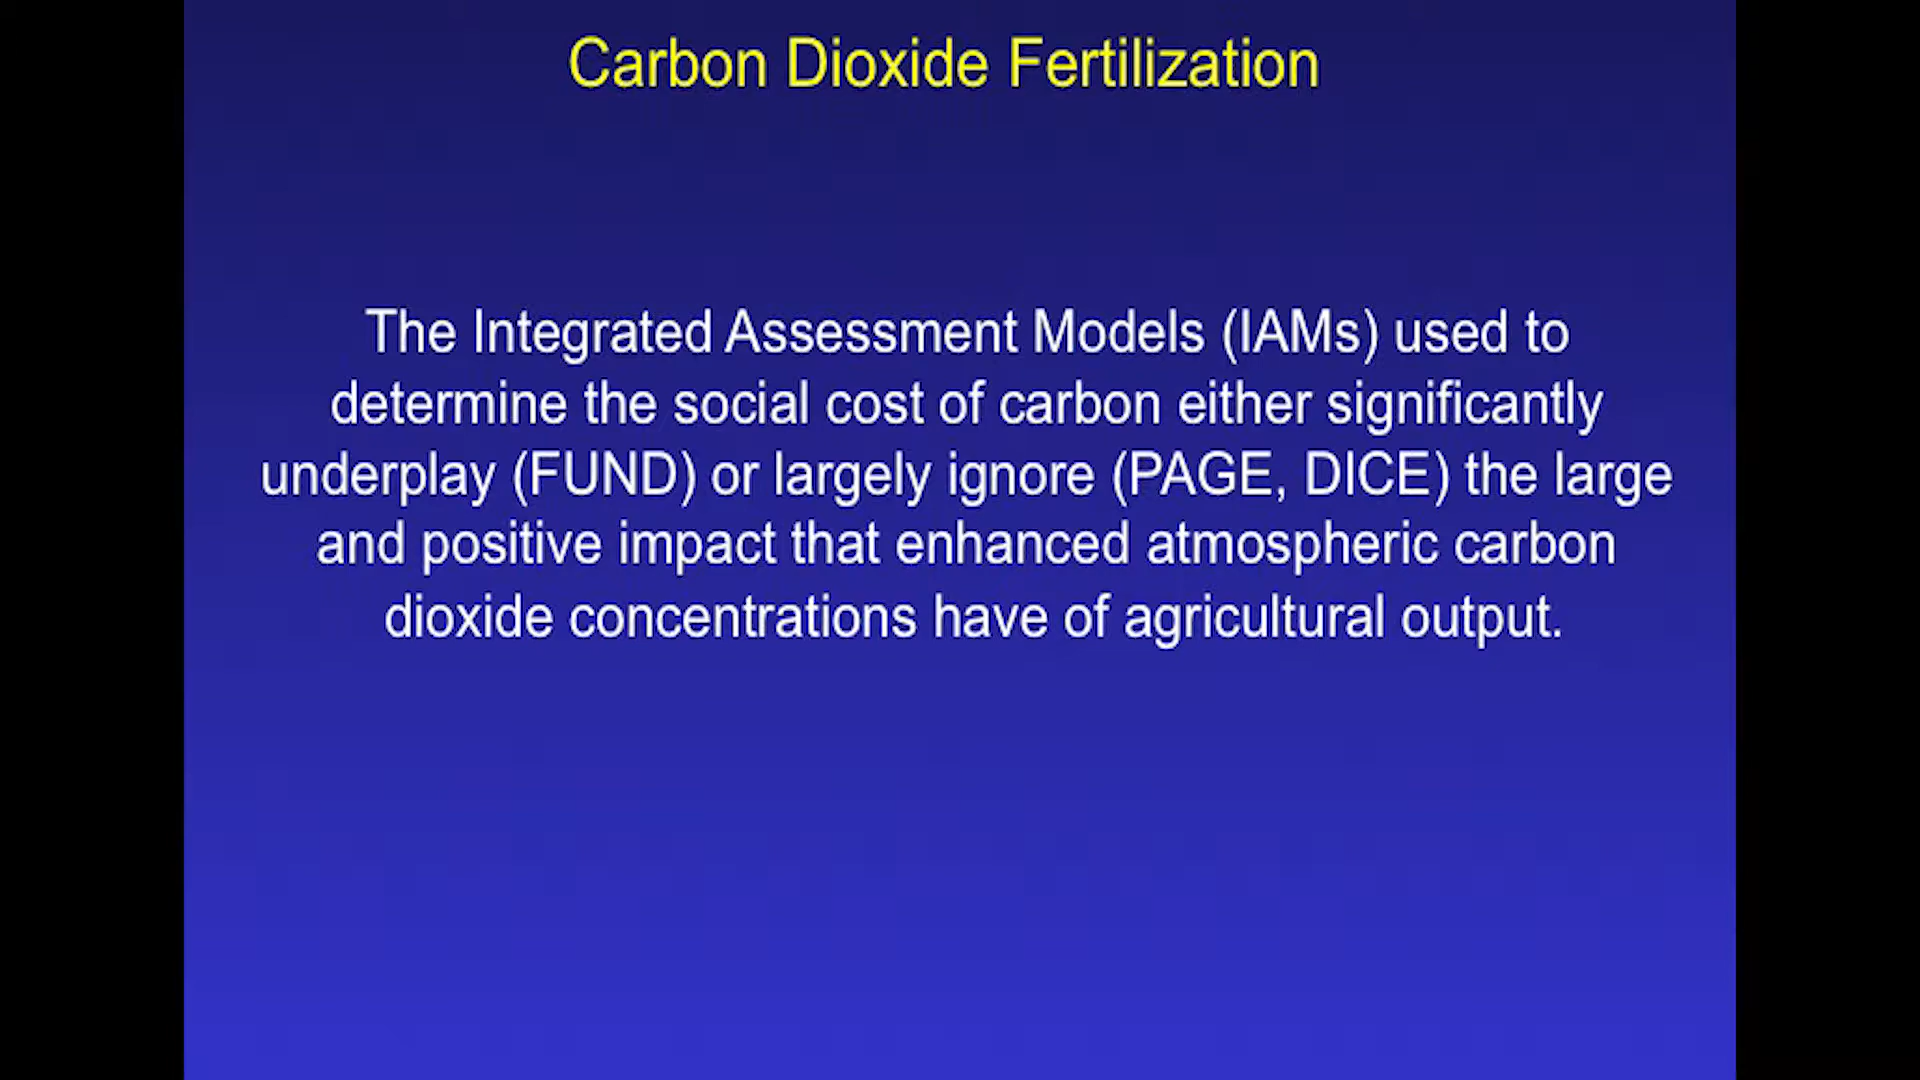 Carbon Dioxide Fertilization
The Integrated Assessment Models (IAMs) used to
determine the social cost of carbon either significantly
underplay (FUND) or largely ignore (PAGE, DICE) the large
and positive impact that enhanced atmospheric carbon
dioxide concentrations have of agricultural output.